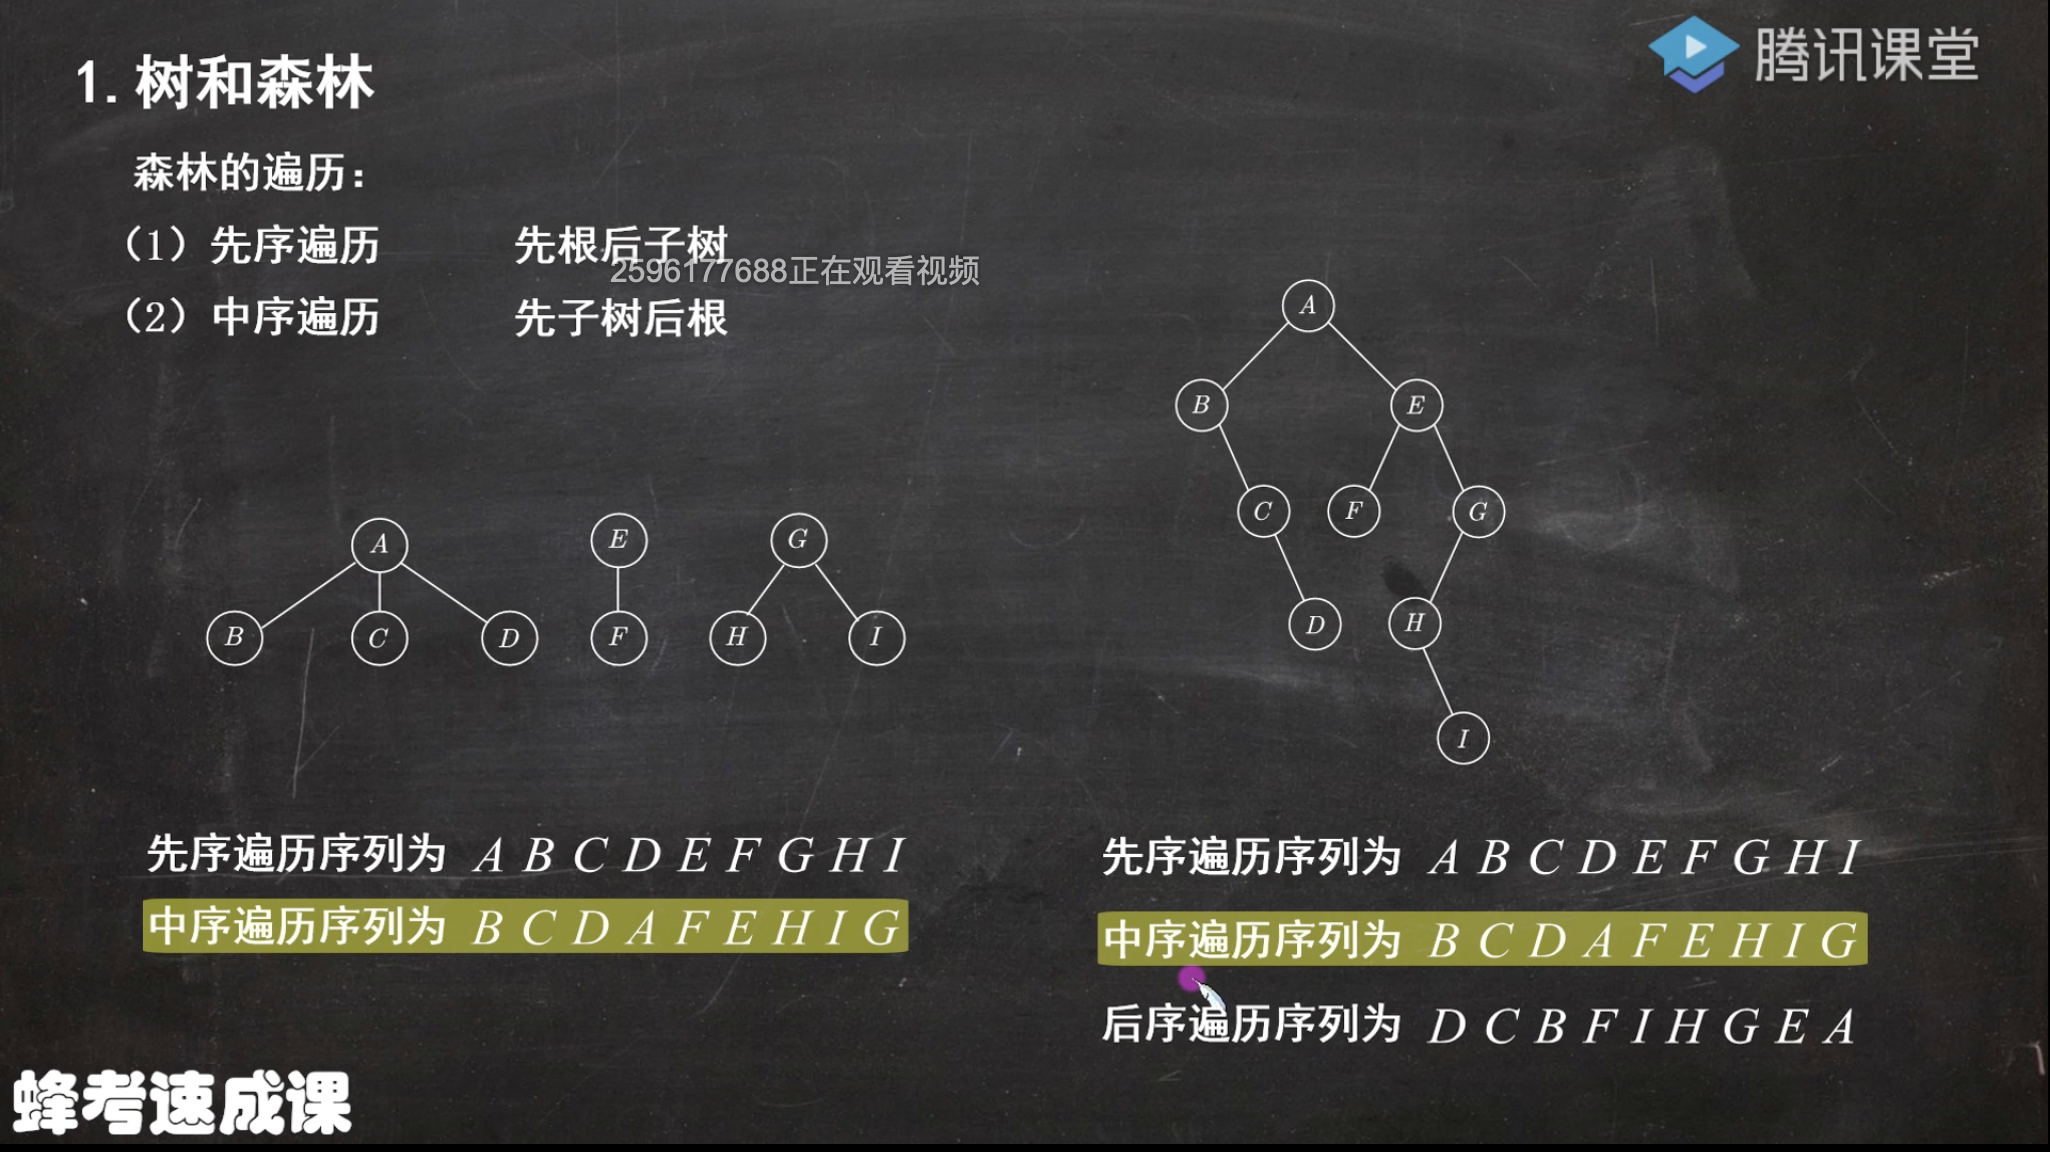 腾讯课堂
1. 树和森林
森林的遍历：
（1）先序遍历 先根后子树
2596177688正在观看视频
（2）中序遍历 先子树后根
A
B C D
E
F
G
H I
A
B E
C F G
D H
I
先序遍历序列为 A B C D E F G H I
中序遍历序列为 B C D A F E H I G
先序遍历序列为 A B C D E F G H I
中序遍历序列为 B C D A F E H I G
后序遍历序列为 D C B F I H G E A
蜂考速成课